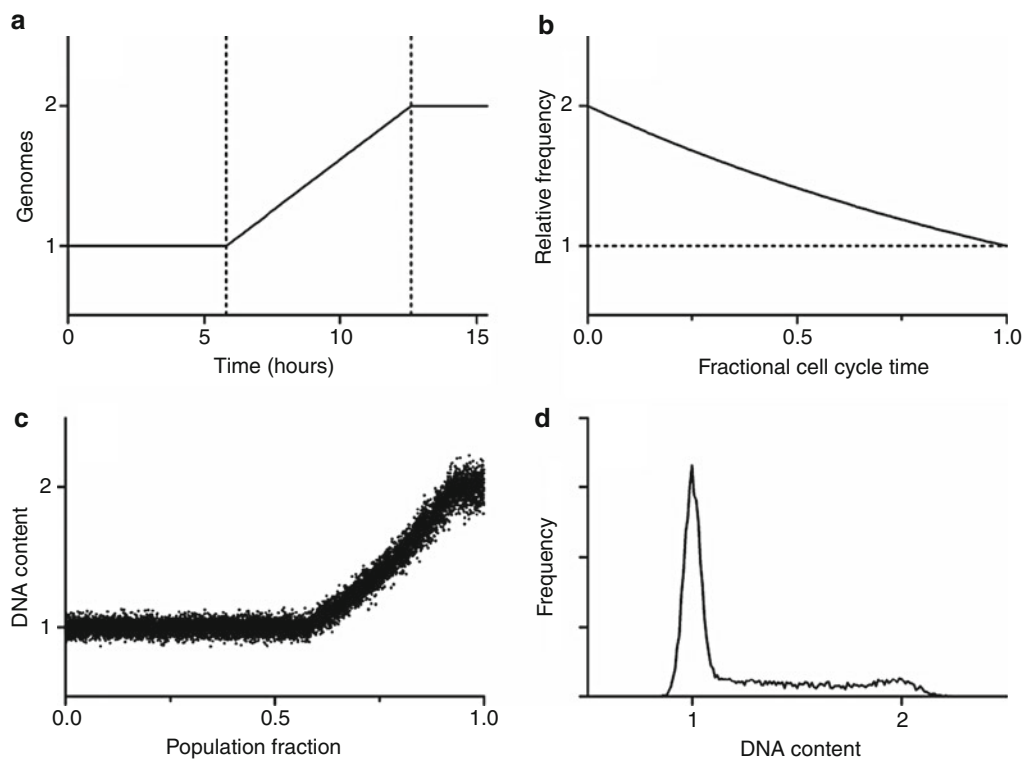 a
2
1
Genomes
0 5 10 15
Time (hours)
b
2
1
Relative frequency
0.0 0.5 1.0
Fractional cell cycle time
c
2
1
DNA content
0.0 0.5 1.0
Population fraction
d
Frequency
1 2
DNA content